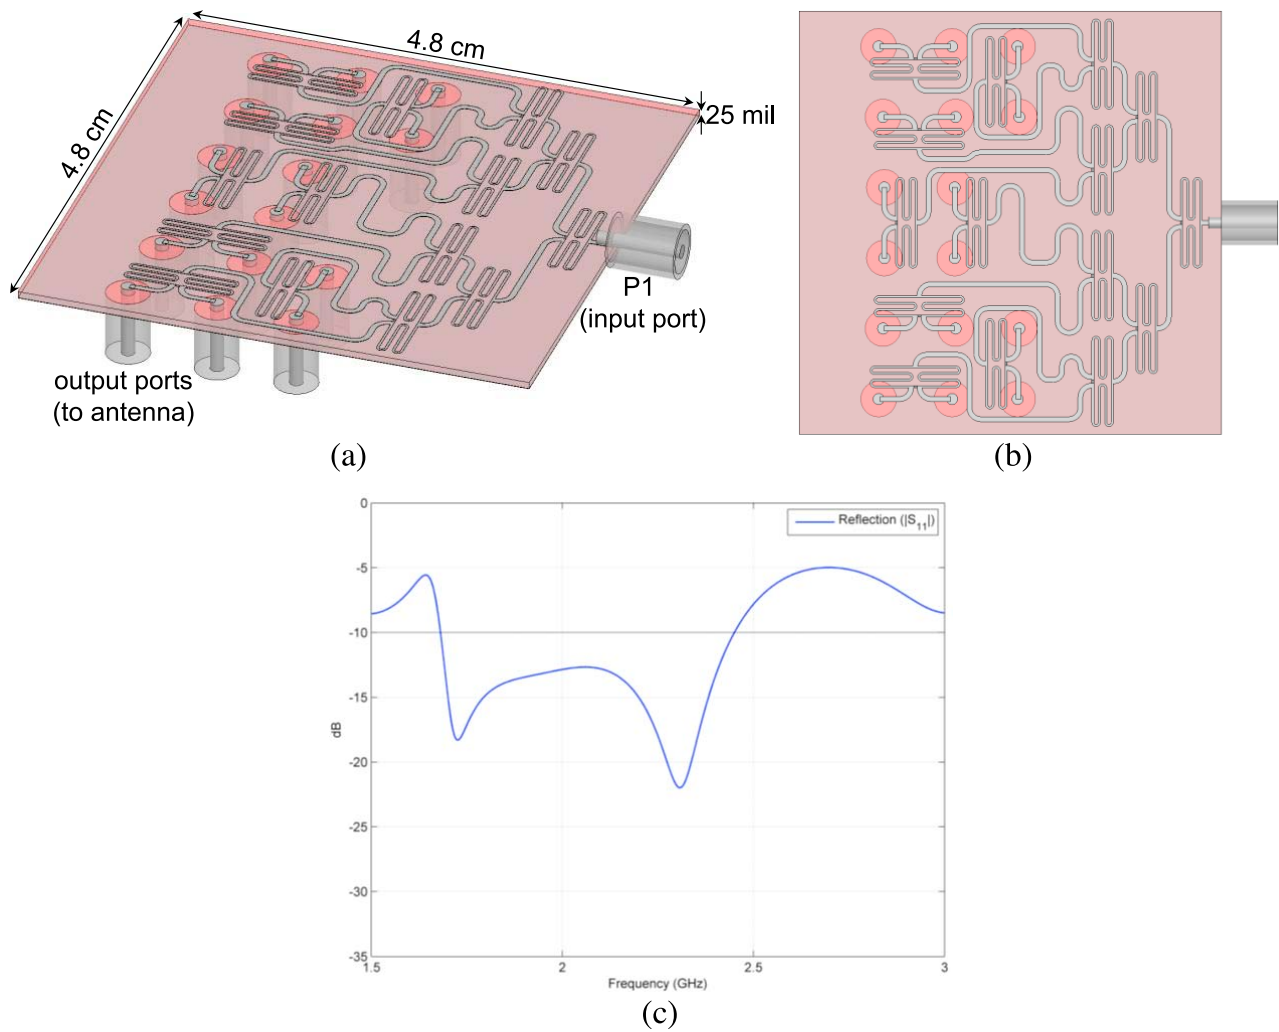 4.8 cm
4.8 cm
25 mil
P1
(input port)
output ports
(to antenna)
(a)
(b)
0
-5
-10
-15
-20
-25
-30
-35
dB
Reflection (|S11|)
1.5
2
2.5
3
Frequency (GHz)
(c)